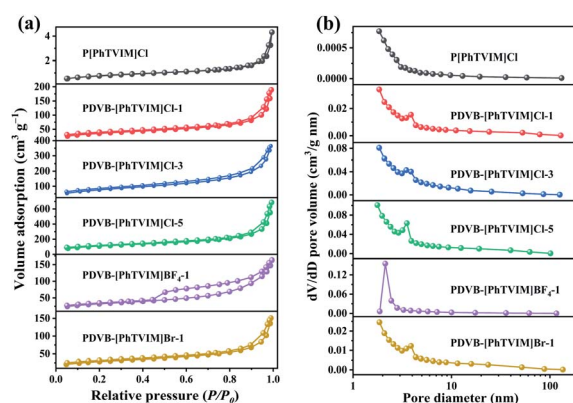 (a)
P[PhTVIM]Cl
4
2
0
PDVB-[PhTVIM]Cl-1
200
150
100
50
400
PDVB-[PhTVIM]Cl-3
300
200
100
PDVB-[PhTVIM]Cl-5
600
400
200
0
PDVB-[PhTVIM]BF₄-1
150
100
50
PDVB-[PhTVIM]Br-1
150
100
50
0.0 0.2 0.4 0.6 0.8 1.0
Relative pressure (P/P₀)
Volume adsorption (cm³ g⁻¹)
(b)
P[PhTVIM]Cl
0.0005
0.0000
PDVB-[PhTVIM]Cl-1
0.02
0.00
PDVB-[PhTVIM]Cl-3
0.08
0.04
0.00
PDVB-[PhTVIM]Cl-5
0.10
0.05
0.00
PDVB-[PhTVIM]BF₄-1
0.12
0.06
0.00
PDVB-[PhTVIM]Br-1
0.02
0.01
0.00
10 100
Pore diameter (nm)
dV/dD pore volume (cm³/g nm)